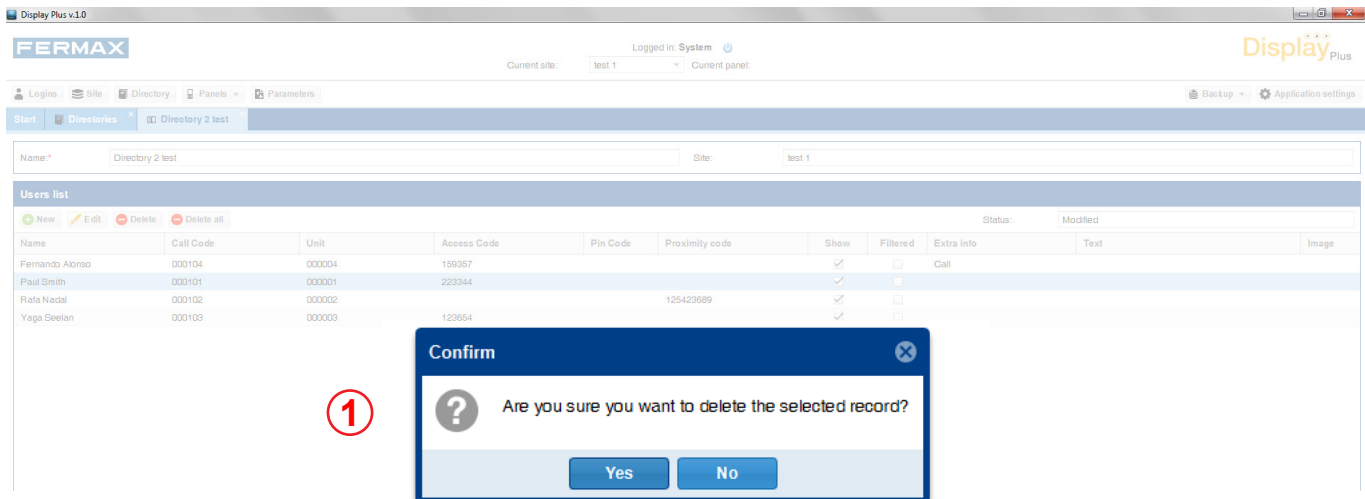 Display Plus v.1.0
FERMAX
Logged in: System
Display Plus
Current site: test 1 Current panel:
Logins Site Directory Panels Parameters Backup Application settings
Start Directories Directory 2 test
Name:* Directory 2 test Site: test 1
Users list
New Edit Delete Delete all Status: Modified
Name Call Code Unit Access Code Pin Code Proximity code Show Filtered Extra info Text Image
Fernando Alonso 000104 000004 159357 Call
Paul Smith 000101 000001 223344
Rafa Nadal 000102 000002 125423689
Yaga Seelan 000103 000003 123654
Confirm
1
Are you sure you want to delete the selected record?
Yes No